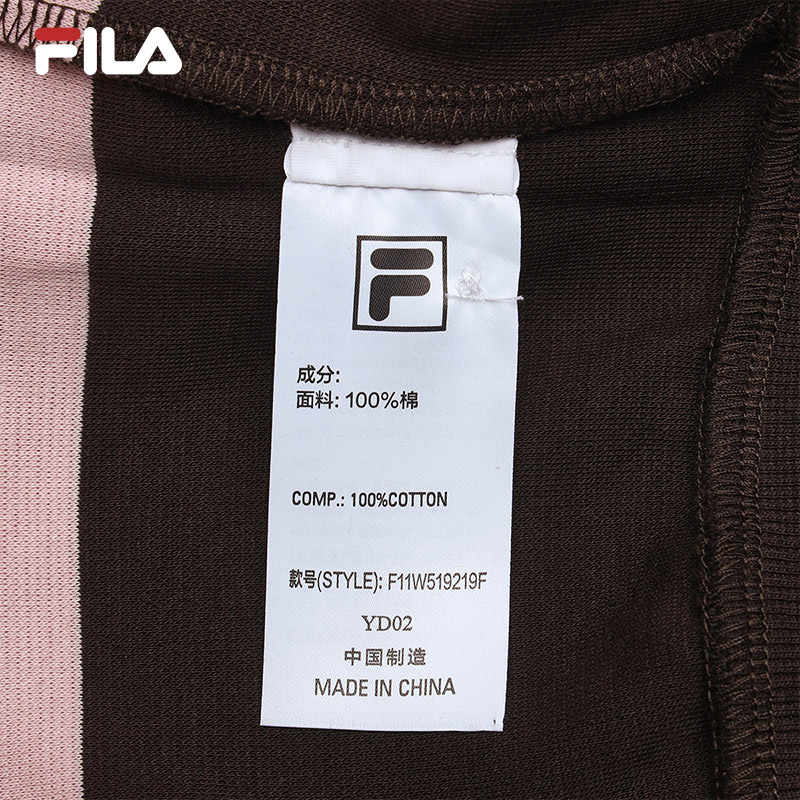 FILA
成分:
面料: 100%棉
COMP.: 100%COTTON
款号(STYLE): F11W519219F
YD02
中国制造
MADE IN CHINA